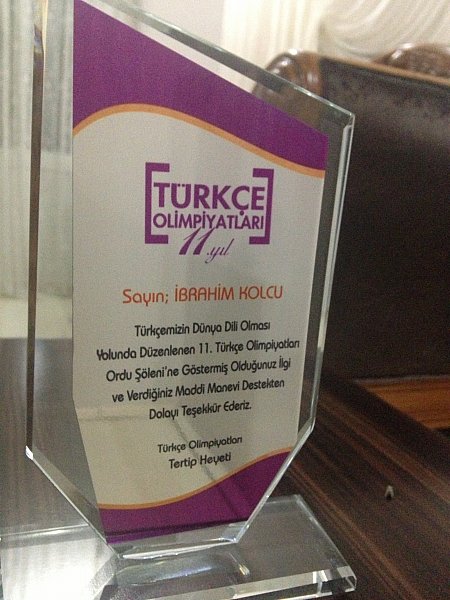 TÜRKÇE
OLİMPİYATLARI
11.yıl
Sayın; İBRAHİM KOLCU
Türkçemizin Dünya Dili Olması
Yolunda Düzenlenen 11. Türkçe Olimpiyatları
Ordu Şöleni'ne Göstermiş Olduğunuz İlgi
ve Verdiğiniz Maddi Manevi Destekten
Dolayı Teşekkür Ederiz.
Türkçe Olimpiyatları
Tertip Heyeti